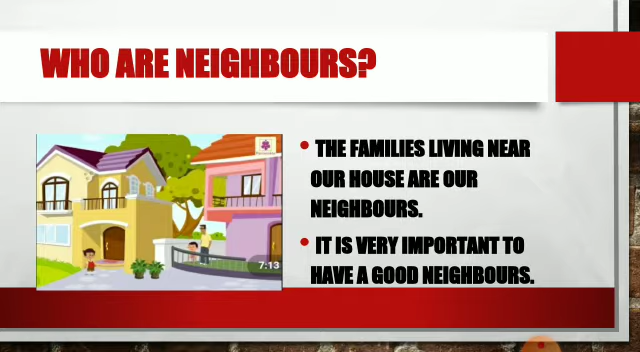 WHO ARE NEIGHBOURS?
THE FAMILIES LIVING NEAR
OUR HOUSE ARE OUR
NEIGHBOURS.
IT IS VERY IMPORTANT TO
HAVE A GOOD NEIGHBOURS.
7:13